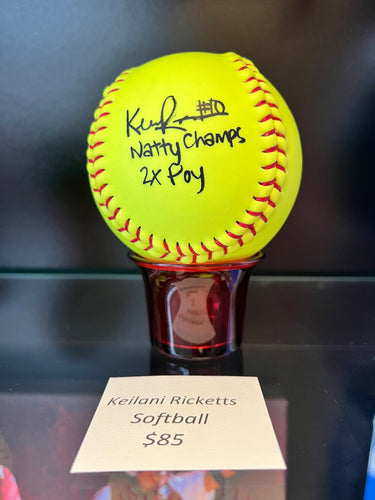 #10
Natty Champs
2x Poy
Keilani Ricketts
Softball
$85